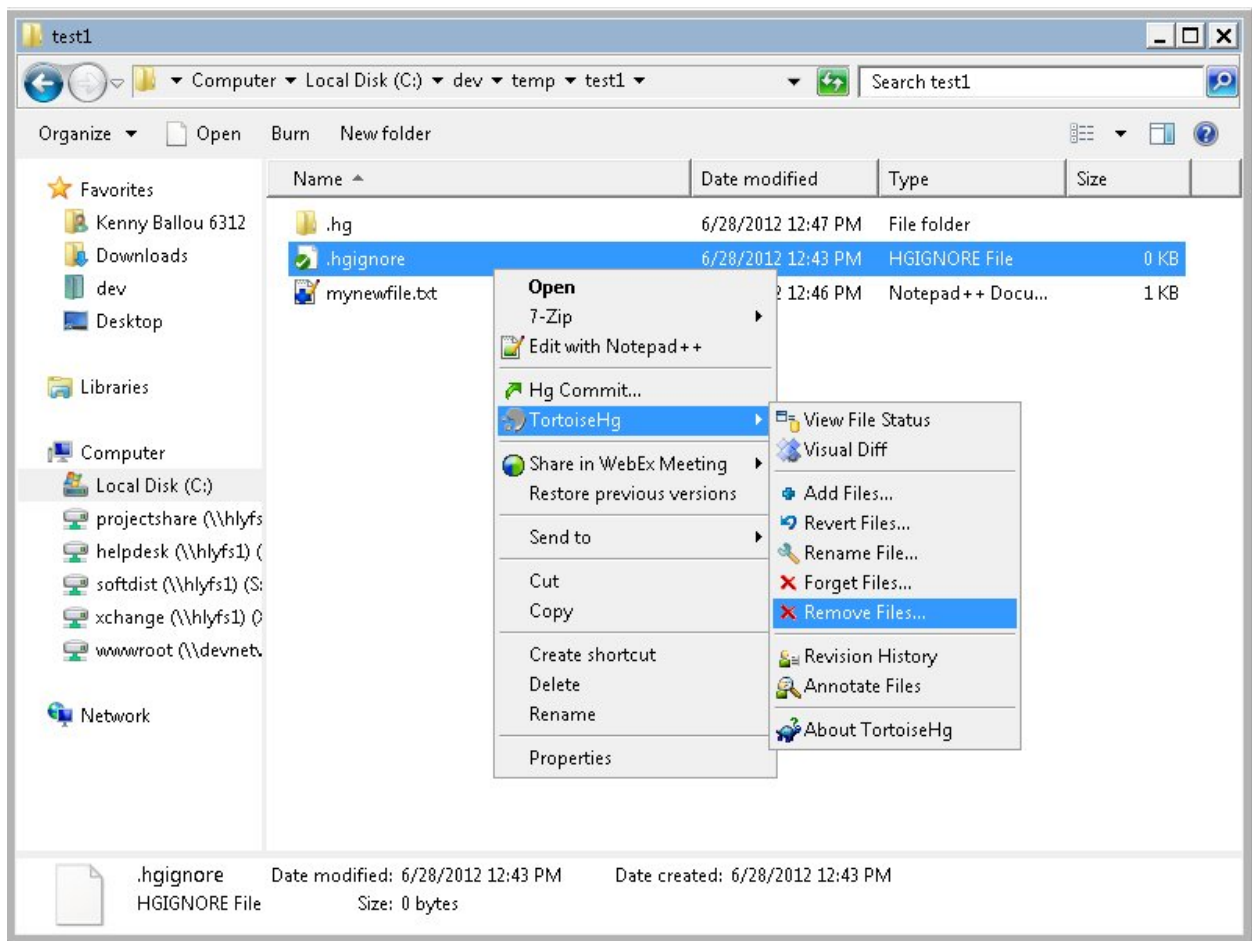 test1
Computer Local Disk (C:) dev temp test1
Search test1
Organize Open Burn New folder
Name Date modified Type Size
Favorites
Kenny Ballou 6312
Downloads
dev
Desktop
Libraries
Computer
Local Disk (C:)
projectshare (\\hlyfs
helpdesk (\\hlyfs1) (
softdist (\\hlyfs1) (S:
xchange (\\hlyfs1) (
wwwroot (\\devnet
Network
.hg 6/28/2012 12:47 PM File folder
.hgignore 6/28/2012 12:43 PM HGIGNORE File 0 KB
mynewfile.txt 2 12:46 PM Notepad++ Docu... 1 KB
Open
7-Zip
Edit with Notepad++
Hg Commit...
TortoiseHg
Share in WebEx Meeting
Restore previous versions
Send to
Cut
Copy
Create shortcut
Delete
Rename
Properties
View File Status
Visual Diff
Add Files...
Revert Files...
Rename File...
Forget Files...
Remove Files...
Revision History
Annotate Files
About TortoiseHg
.hgignore Date modified: 6/28/2012 12:43 PM Date created: 6/28/2012 12:43 PM
HGIGNORE File Size: 0 bytes